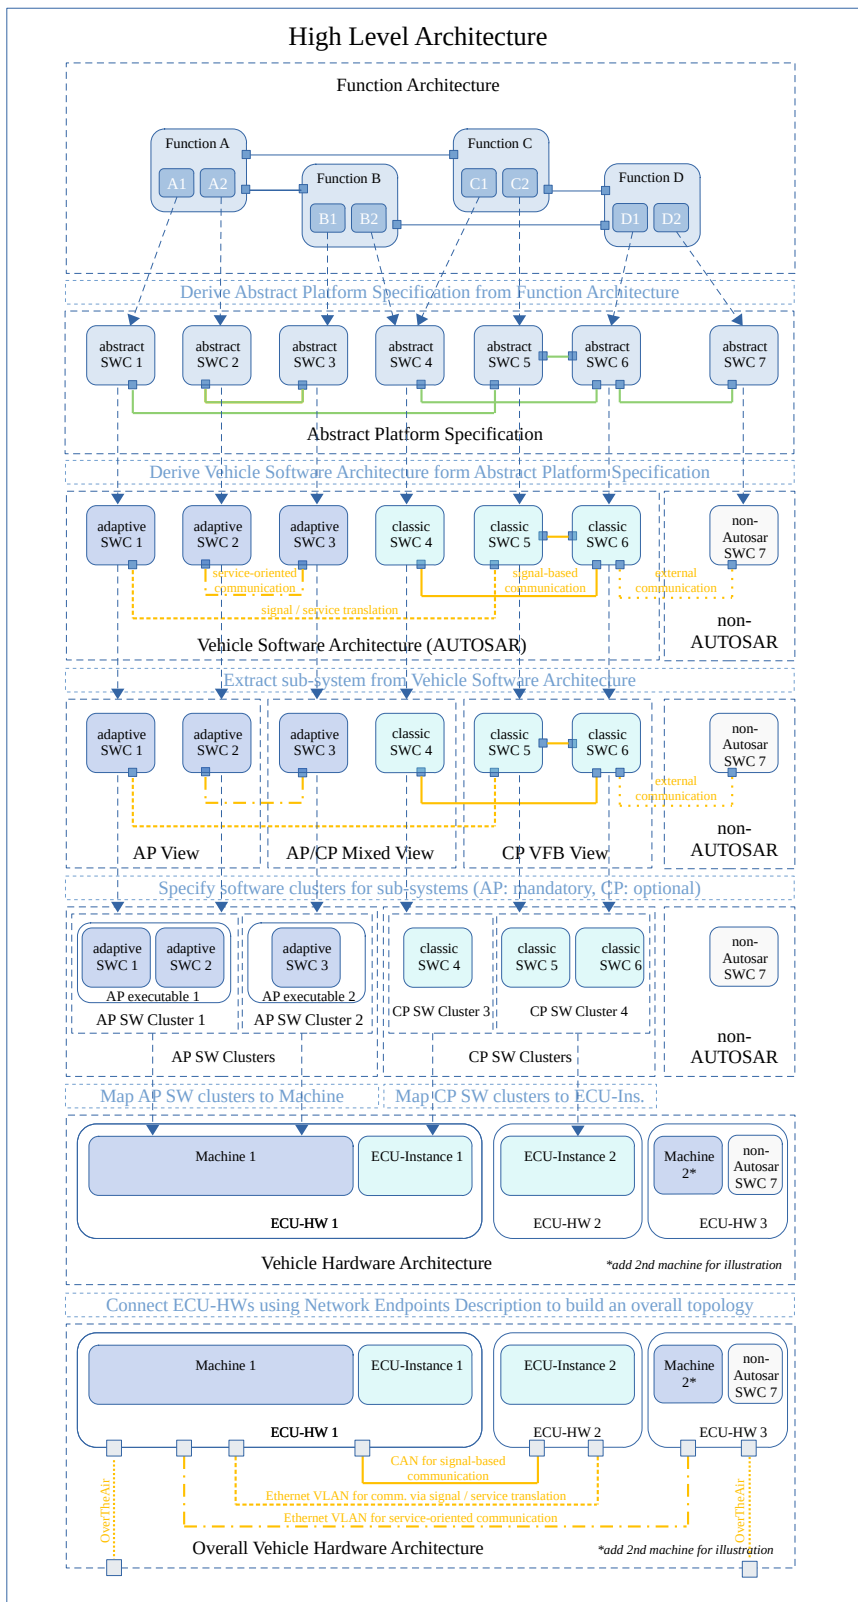 High Level Architecture
Function Architecture
Function A
A1 A2
Function B
B1 B2
Function C
C1 C2
Function D
D1 D2
Derive Abstract Platform Specification from Function Architecture
abstract
SWC 1
abstract
SWC 2
abstract
SWC 3
abstract
SWC 4
abstract
SWC 5
abstract
SWC 6
abstract
SWC 7
Abstract Platform Specification
Derive Vehicle Software Architecture form Abstract Platform Specification
adaptive
SWC 1
adaptive
SWC 2
adaptive
SWC 3
classic
SWC 4
classic
SWC 5
classic
SWC 6
non-
Autosar
SWC 7
service-oriented
communication
signal-based
communication
external
communication
signal / service translation
Vehicle Software Architecture (AUTOSAR)
non-
AUTOSAR
Extract sub-system from Vehicle Software Architecture
adaptive
SWC 1
adaptive
SWC 2
adaptive
SWC 3
classic
SWC 4
classic
SWC 5
classic
SWC 6
non-
Autosar
SWC 7
external
communication
AP View
AP/CP Mixed View
CP VFB View
non-
AUTOSAR
Specify software clusters for sub-systems (AP: mandatory, CP: optional)
adaptive
SWC 1
adaptive
SWC 2
AP executable 1
AP SW Cluster 1
adaptive
SWC 3
AP executable 2
AP SW Cluster 2
AP SW Clusters
classic
SWC 4
CP SW Cluster 3
classic
SWC 5
classic
SWC 6
CP SW Cluster 4
CP SW Clusters
non-
Autosar
SWC 7
non-
AUTOSAR
Map AP SW clusters to Machine
Map CP SW clusters to ECU-Ins.
Machine 1
ECU-Instance 1
ECU-HW 1
ECU-Instance 2
ECU-HW 2
Machine
2*
non-
Autosar
SWC 7
ECU-HW 3
Vehicle Hardware Architecture
*add 2nd machine for illustration
Connect ECU-HWs using Network Endpoints Description to build an overall topology
Machine 1
ECU-Instance 1
ECU-HW 1
ECU-Instance 2
ECU-HW 2
Machine
2*
non-
Autosar
SWC 7
ECU-HW 3
CAN for signal-based
communication
Ethernet VLAN for comm. via signal / service translation
Ethernet VLAN for service-oriented communication
OverTheAir
OverTheAir
Overall Vehicle Hardware Architecture
*add 2nd machine for illustration